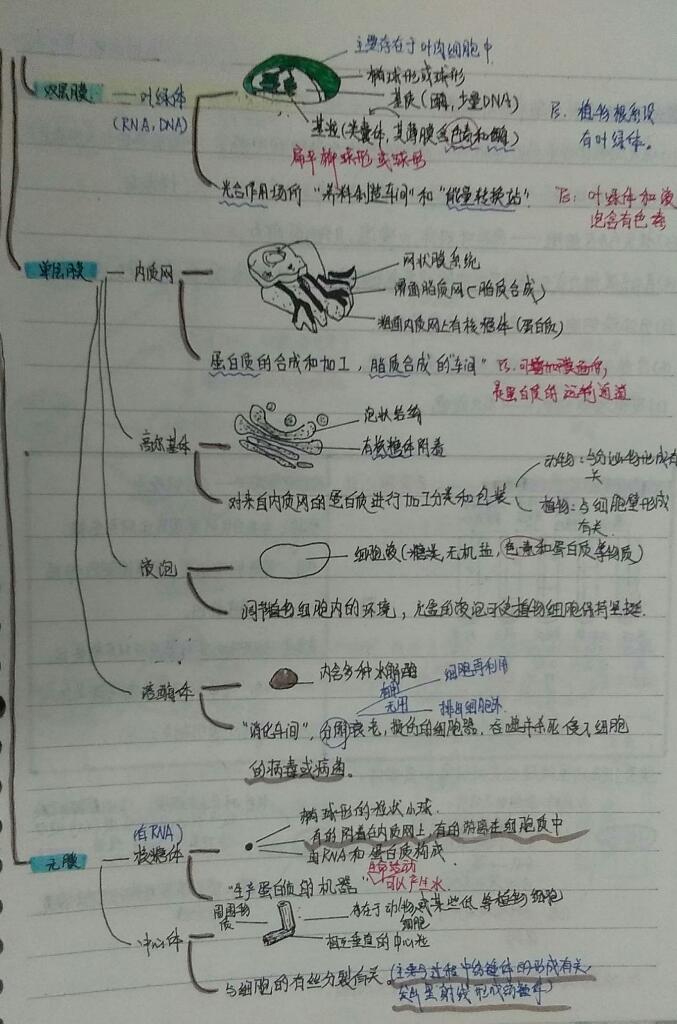 主要存在于叶肉细胞中
椭球形或球形
双层膜 — 叶绿体
(RNA, DNA)
基质(酶,少量DNA)
基粒(类囊体,其薄膜含色素和酶)
扁平椭球形或球形
PS: 植物根系没有叶绿体。
光合作用场所 "养料制造车间"和"能量转换站"
PS: 叶绿体和液
泡含有色素
单层膜 — 内质网
网状膜系统
滑面脂质网(脂质合成)
粗面内质网上有核糖体(蛋白质)
蛋白质的合成和加工,脂质合成的"车间"
PS: 可增加膜面积,
是蛋白质的运输通道
高尔基体
泡状结构
有核糖体附着
对来自内质网的蛋白质进行加工分类和包装
动物:与分泌物形成有关
植物:与细胞壁形成有关。
液泡
细胞液(糖类,无机盐,色素和蛋白质等物质)
调节植物细胞内的环境,充盈的液泡可使植物细胞保持坚挺.
溶酶体
内含多种水解酶
有用 细胞再利用
无用 排出细胞外.
"消化车间",分解衰老,损伤的细胞器,吞噬并杀死侵入细胞
的病毒或病菌。
无膜 — 核糖体
(有RNA)
椭球形的粒状小球.
有的附着在内质网上,有的游离在细胞质中
由RNA和蛋白质构成
"生产蛋白质的机器"
可以产生水.
中心体
周围物质
存在于动物或某些低等植物细胞
细胞
相互垂直的中心粒
与细胞的有丝分裂有关。(主要与过程中纺锤体的形成有关,
发出星射线形成纺锤体)